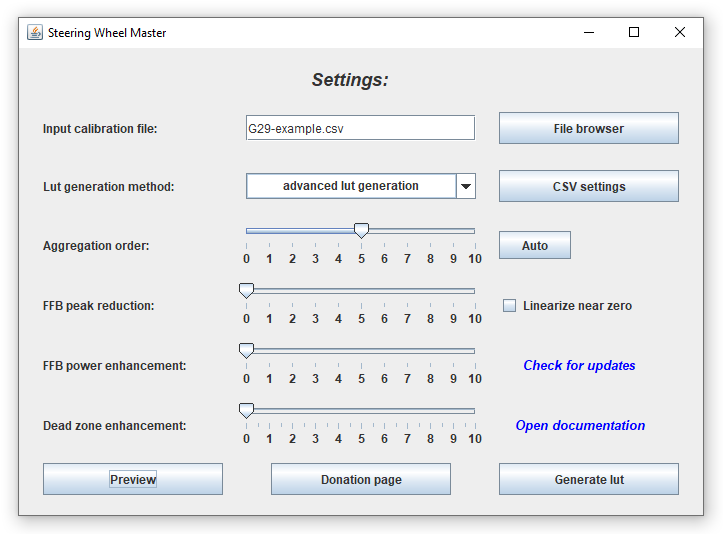 Steering Wheel Master
Settings:
Input calibration file:
G29-example.csv
File browser
Lut generation method:
advanced lut generation
CSV settings
Aggregation order:
0 1 2 3 4 5 6 7 8 9 10
Auto
FFB peak reduction:
0 1 2 3 4 5 6 7 8 9 10
Linearize near zero
FFB power enhancement:
0 1 2 3 4 5 6 7 8 9 10
Check for updates
Dead zone enhancement:
0 1 2 3 4 5 6 7 8 9 10
Open documentation
Preview
Donation page
Generate lut